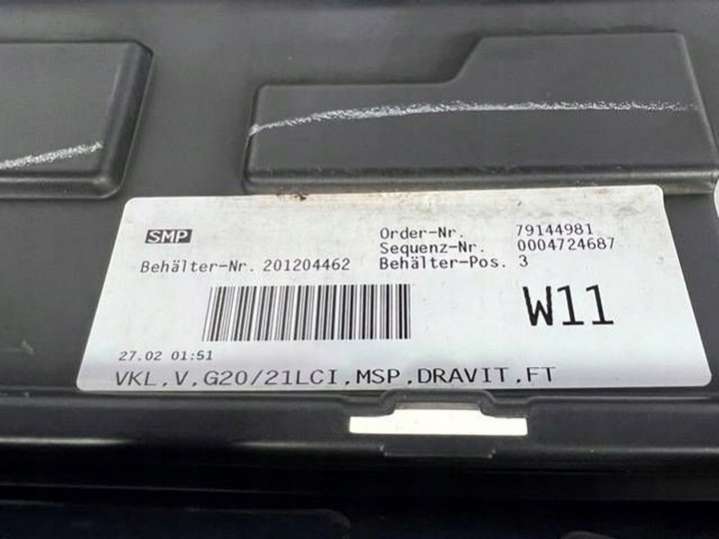 SMP
Order-Nr. 79144981
Sequenz-Nr. 0004724687
Behälter-Nr. 201204462 Behälter-Pos. 3
W11
27.02 01:51
VKL.V.G20/21LCI.MSP.DRAVIT.FT